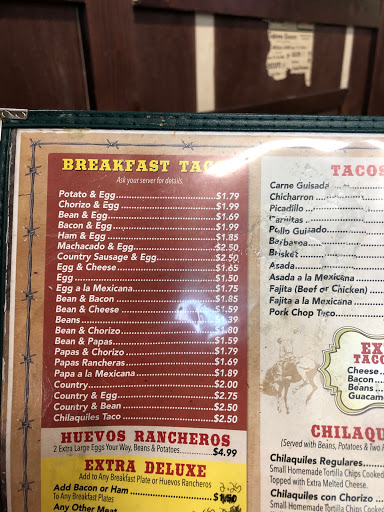 BREAKFAST TAC
Ask your server for details
Potato & Egg $1.79
Chorizo & Egg $1.99
Bean & Egg $1.69
Bacon & Egg $1.99
Ham & Egg $1.85
Machacado & Egg $2.50
Country Sausage & Egg $2.50
Egg & Cheese $1.69
Egg $1.50
Egg a la Mexicana $1.75
Bean & Bacon $1.85
Bean & Cheese $1.59
Beans $1.39
Bean & Chorizo $1.80
Bean & Papas $1.59
Papas & Chorizo $1.79
Papas Rancheras $1.69
Papa a la Mexicana $1.89
Country $2.00
Country & Egg $2.75
Country & Bean $2.50
Chilaquiles Taco $2.50
HUEVOS RANCHEROS
2 Extra Large Eggs Your Way, Beans & Potatoes $4.99
EXTRA DELUXE
Add to Any Breakfast Plate or Huevos Rancheros
Add Bacon or Ham
To Any Breakfast Plates
Any Other Meat
TACOS
Carne Guisada
Chicharron
Picadillo
Carnitas
Pollo Guisado
Barbacoa
Brisket
Asada
Asada a la Mexicana
Fajita (Beef or Chicken)
Fajita a la Mexicana
Pork Chop Taco
EX
TACO
Cheese
Bacon
Beans
Guacam
CHILAQU
(Served with Beans, Potatoes & Two
Chilaquiles Regulares
Small Homemade Tortilla Chips Cooked
Topped with Extra Melted Cheese.
Chilaquiles con Chorizo
Small Homemade Tortilla Chips Cooked